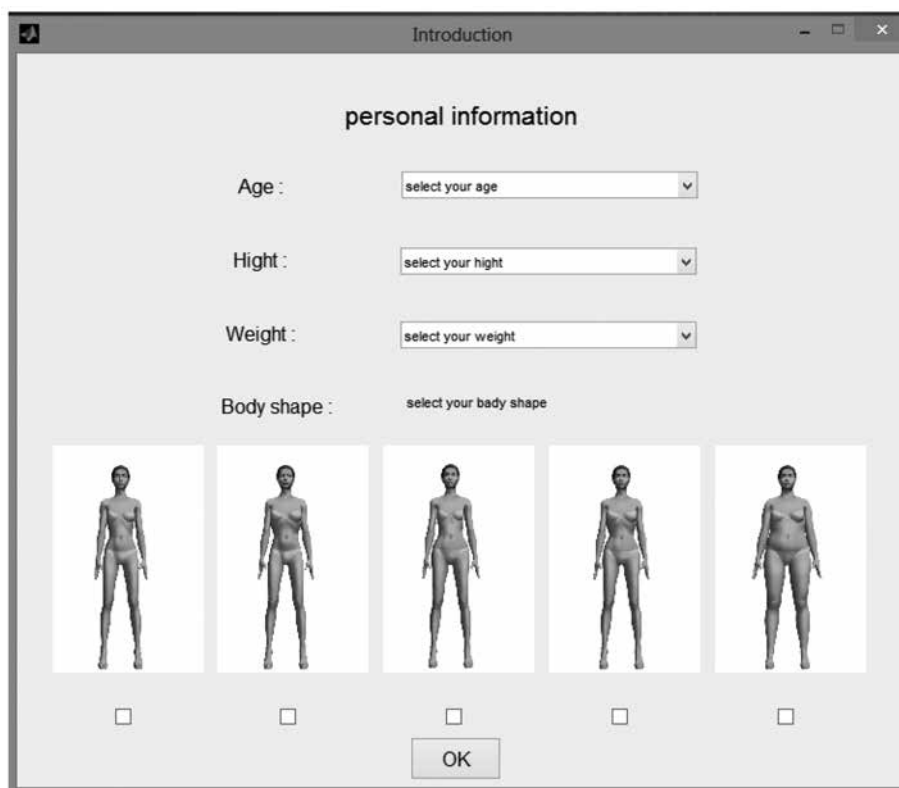 Introduction
personal information
Age : select your age
Hight : select your hight
Weight : select your weight
Body shape : select your bady shape
OK